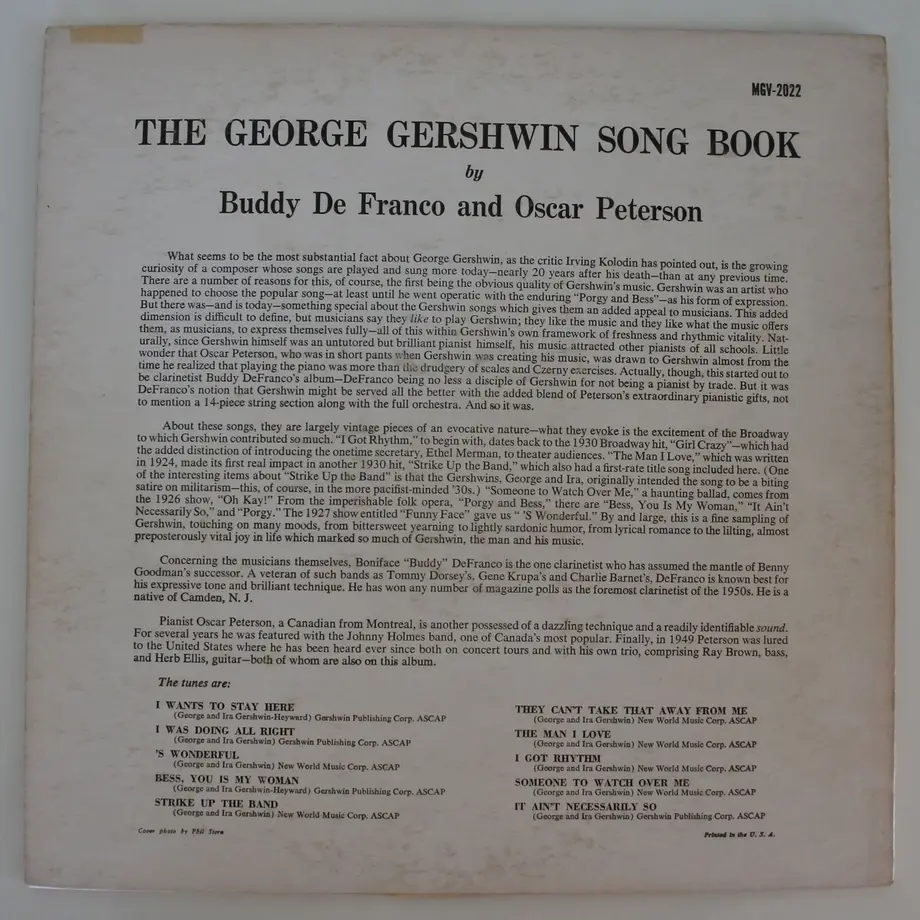 MGV-2022
THE GEORGE GERSHWIN SONG BOOK
by
Buddy De Franco and Oscar Peterson
What seems to be the most substantial fact about George Gershwin, as the critic Irving Kolodin has pointed out, is the growing
curiosity of a composer whose songs are played and sung more today—nearly 20 years after his death—than at any previous time.
There are a number of reasons for this, of course, the first being the obvious quality of Gershwin's music. Gershwin was an artist who
happened to choose the popular song—at least until he went operatic with the enduring "Porgy and Bess"—as his form of expression.
But there was—and is today—something special about the Gershwin songs which gives them an added appeal to musicians. This added
dimension is difficult to define, but musicians say they like to play Gershwin; they like the music and they like what the music offers
them, as musicians, to express themselves fully—all of this within Gershwin's own framework of freshness and rhythmic vitality. Nat-
urally, since Gershwin himself was an untutored but brilliant pianist himself, his music attracted other pianists of all schools. Little
wonder that Oscar Peterson, who was in short pants when Gershwin was creating his music, was drawn to Gershwin almost from the
time he realized that playing the piano was more than the drudgery of scales and Czerny exercises. Actually, though, this started out to
be clarinetist Buddy DeFranco's album—DeFranco being no less a disciple of Gershwin for not being a pianist by trade. But it was
DeFranco's notion that Gershwin might be served all the better with the added blend of Peterson's extraordinary pianistic gifts, not
to mention a 14-piece string section along with the full orchestra. And so it was.
About these songs, they are largely vintage pieces of an evocative nature—what they evoke is the excitement of the Broadway
to which Gershwin contributed so much. "I Got Rhythm," to begin with, dates back to the 1930 Broadway hit, "Girl Crazy"—which had
the added distinction of introducing the onetime secretary, Ethel Merman, to theater audiences. "The Man I Love," which was written
in 1924, made its first real impact in another 1930 hit, "Strike Up the Band," which also had a first-rate title song included here. (One
of the interesting items about "Strike Up the Band" is that the Gershwins, George and Ira, originally intended the song to be a biting
satire on militarism—this, of course, in the more pacifist-minded '30s.) "Someone to Watch Over Me," a haunting ballad, comes from
the 1926 show, "Oh Kay!" From the imperishable folk opera, "Porgy and Bess," there are "Bess, You Is My Woman," "It Ain't
Necessarily So," and "Porgy." The 1927 show entitled "Funny Face" gave us " 'S Wonderful." By and large, this is a fine sampling of
Gershwin, touching on many moods, from bittersweet yearning to lightly sardonic humor, from lyrical romance to the lilting, almost
preposterously vital joy in life which marked so much of Gershwin, the man and his music.
Concerning the musicians themselves, Boniface "Buddy" DeFranco is the one clarinetist who has assumed the mantle of Benny
Goodman's successor. A veteran of such bands as Tommy Dorsey's, Gene Krupa's and Charlie Barnet's, DeFranco is known best for
his expressive tone and brilliant technique. He has won any number of magazine polls as the foremost clarinetist of the 1950s. He is a
native of Camden, N. J.
Pianist Oscar Peterson, a Canadian from Montreal, is another possessed of a dazzling technique and a readily identifiable sound.
For several years he was featured with the Johnny Holmes band, one of Canada's most popular. Finally, in 1949 Peterson was lured
to the United States where he has been heard ever since both on concert tours and with his own trio, comprising Ray Brown, bass,
and Herb Ellis, guitar—both of whom are also on this album.
The tunes are:
I WANTS TO STAY HERE
(George and Ira Gershwin-Heyward) Gershwin Publishing Corp. ASCAP
I WAS DOING ALL RIGHT
(George and Ira Gershwin) Gershwin Publishing Corp. ASCAP
'S WONDERFUL
(George and Ira Gershwin) New World Music Corp. ASCAP
BESS, YOU IS MY WOMAN
(George and Ira Gershwin-Heyward) Gershwin Publishing Corp. ASCAP
STRIKE UP THE BAND
(George and Ira Gershwin) New World Music Corp. ASCAP
THEY CAN'T TAKE THAT AWAY FROM ME
(George and Ira Gershwin) New World Music Corp. ASCAP
THE MAN I LOVE
(George and Ira Gershwin) New World Music Corp. ASCAP
I GOT RHYTHM
(George and Ira Gershwin) New World Music Corp. ASCAP
SOMEONE TO WATCH OVER ME
(George and Ira Gershwin) New World Music Corp. ASCAP
IT AIN'T NECESSARILY SO
(George and Ira Gershwin) Gershwin Publishing Corp. ASCAP
Cover photo by Phil Stern
Printed in the U. S. A.